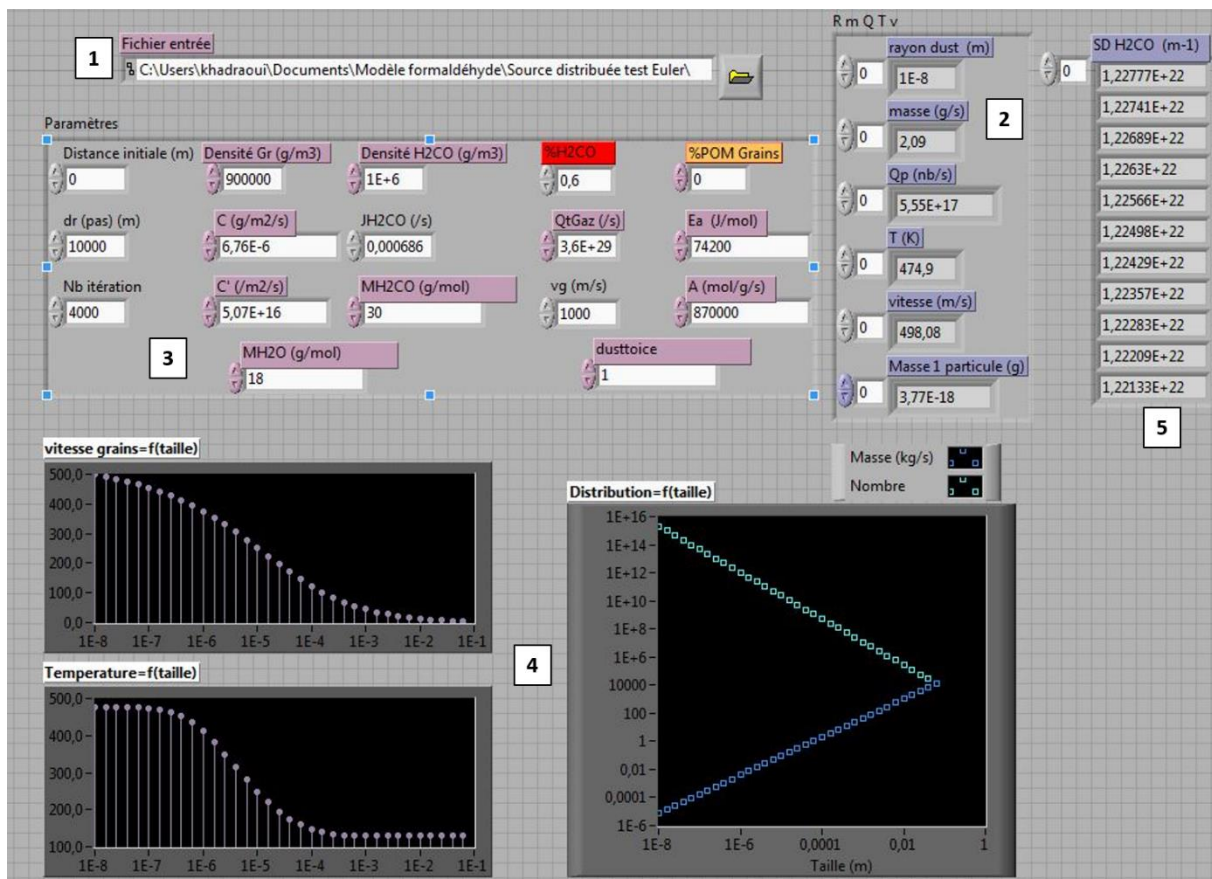 1
Fichier entrée
C:\Users\khadraoui\Documents\Modèle formaldéhyde\Source distribuée test Euler\
Paramètres
Distance initiale (m) Densité Gr (g/m3) Densité H2CO (g/m3) %H2CO %POM Grains
0 900000 1E+6 0,6 0
dr (pas) (m) C (g/m2/s) JH2CO (/s) QtGaz (/s) Ea (J/mol)
10000 6,76E-6 0,000686 3,6E+29 74200
Nb itération C' (/m2/s) MH2CO (g/mol) vg (m/s) A (mol/g/s)
4000 5,07E+16 30 1000 870000
3
MH2O (g/mol) dusttoice
18 1
R m Q T v
2
rayon dust (m)
0 1E-8
masse (g/s)
0 2,09
Qp (nb/s)
0 5,55E+17
T (K)
0 474,9
vitesse (m/s)
0 498,08
Masse 1 particule (g)
0 3,77E-18
SD H2CO (m-1)
0 1,22777E+22
1,22741E+22
1,22689E+22
1,2263E+22
1,22566E+22
1,22498E+22
1,22429E+22
1,22357E+22
1,22283E+22
1,22209E+22
1,22133E+22
5
vitesse grains=f(taille)
500,0
400,0
300,0
200,0
100,0
0,0
1E-8 1E-7 1E-6 1E-5 1E-4 1E-3 1E-2 1E-1
4
Temperature=f(taille)
500,0
400,0
300,0
200,0
100,0
1E-8 1E-7 1E-6 1E-5 1E-4 1E-3 1E-2 1E-1
Masse (kg/s)
Nombre
Distribution=f(taille)
1E+16
1E+14
1E+12
1E+10
1E+8
1E+6
10000
100
1
0,01
0,0001
1E-6
1E-8 1E-6 0,0001 0,01 1
Taille (m)